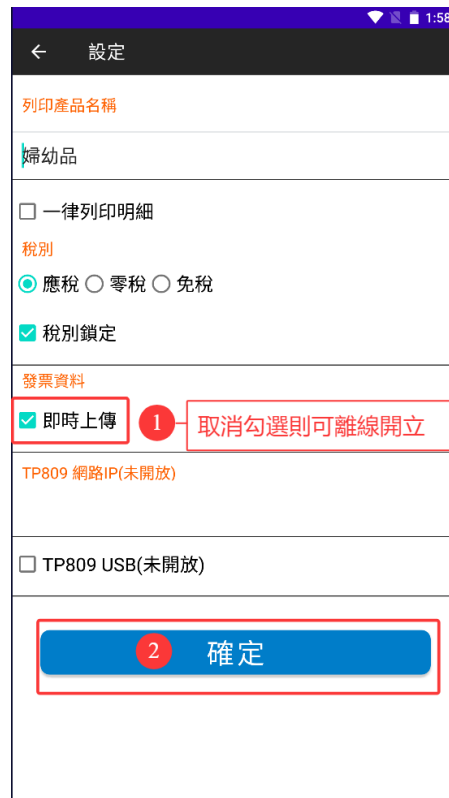 1:58
設定
列印產品名稱
婦幼品
一律列印明細
稅別
應稅 零稅 免稅
稅別鎖定
發票資料
即時上傳 1 取消勾選則可離線開立
TP809 網路IP(未開放)
TP809 USB(未開放)
2 確定